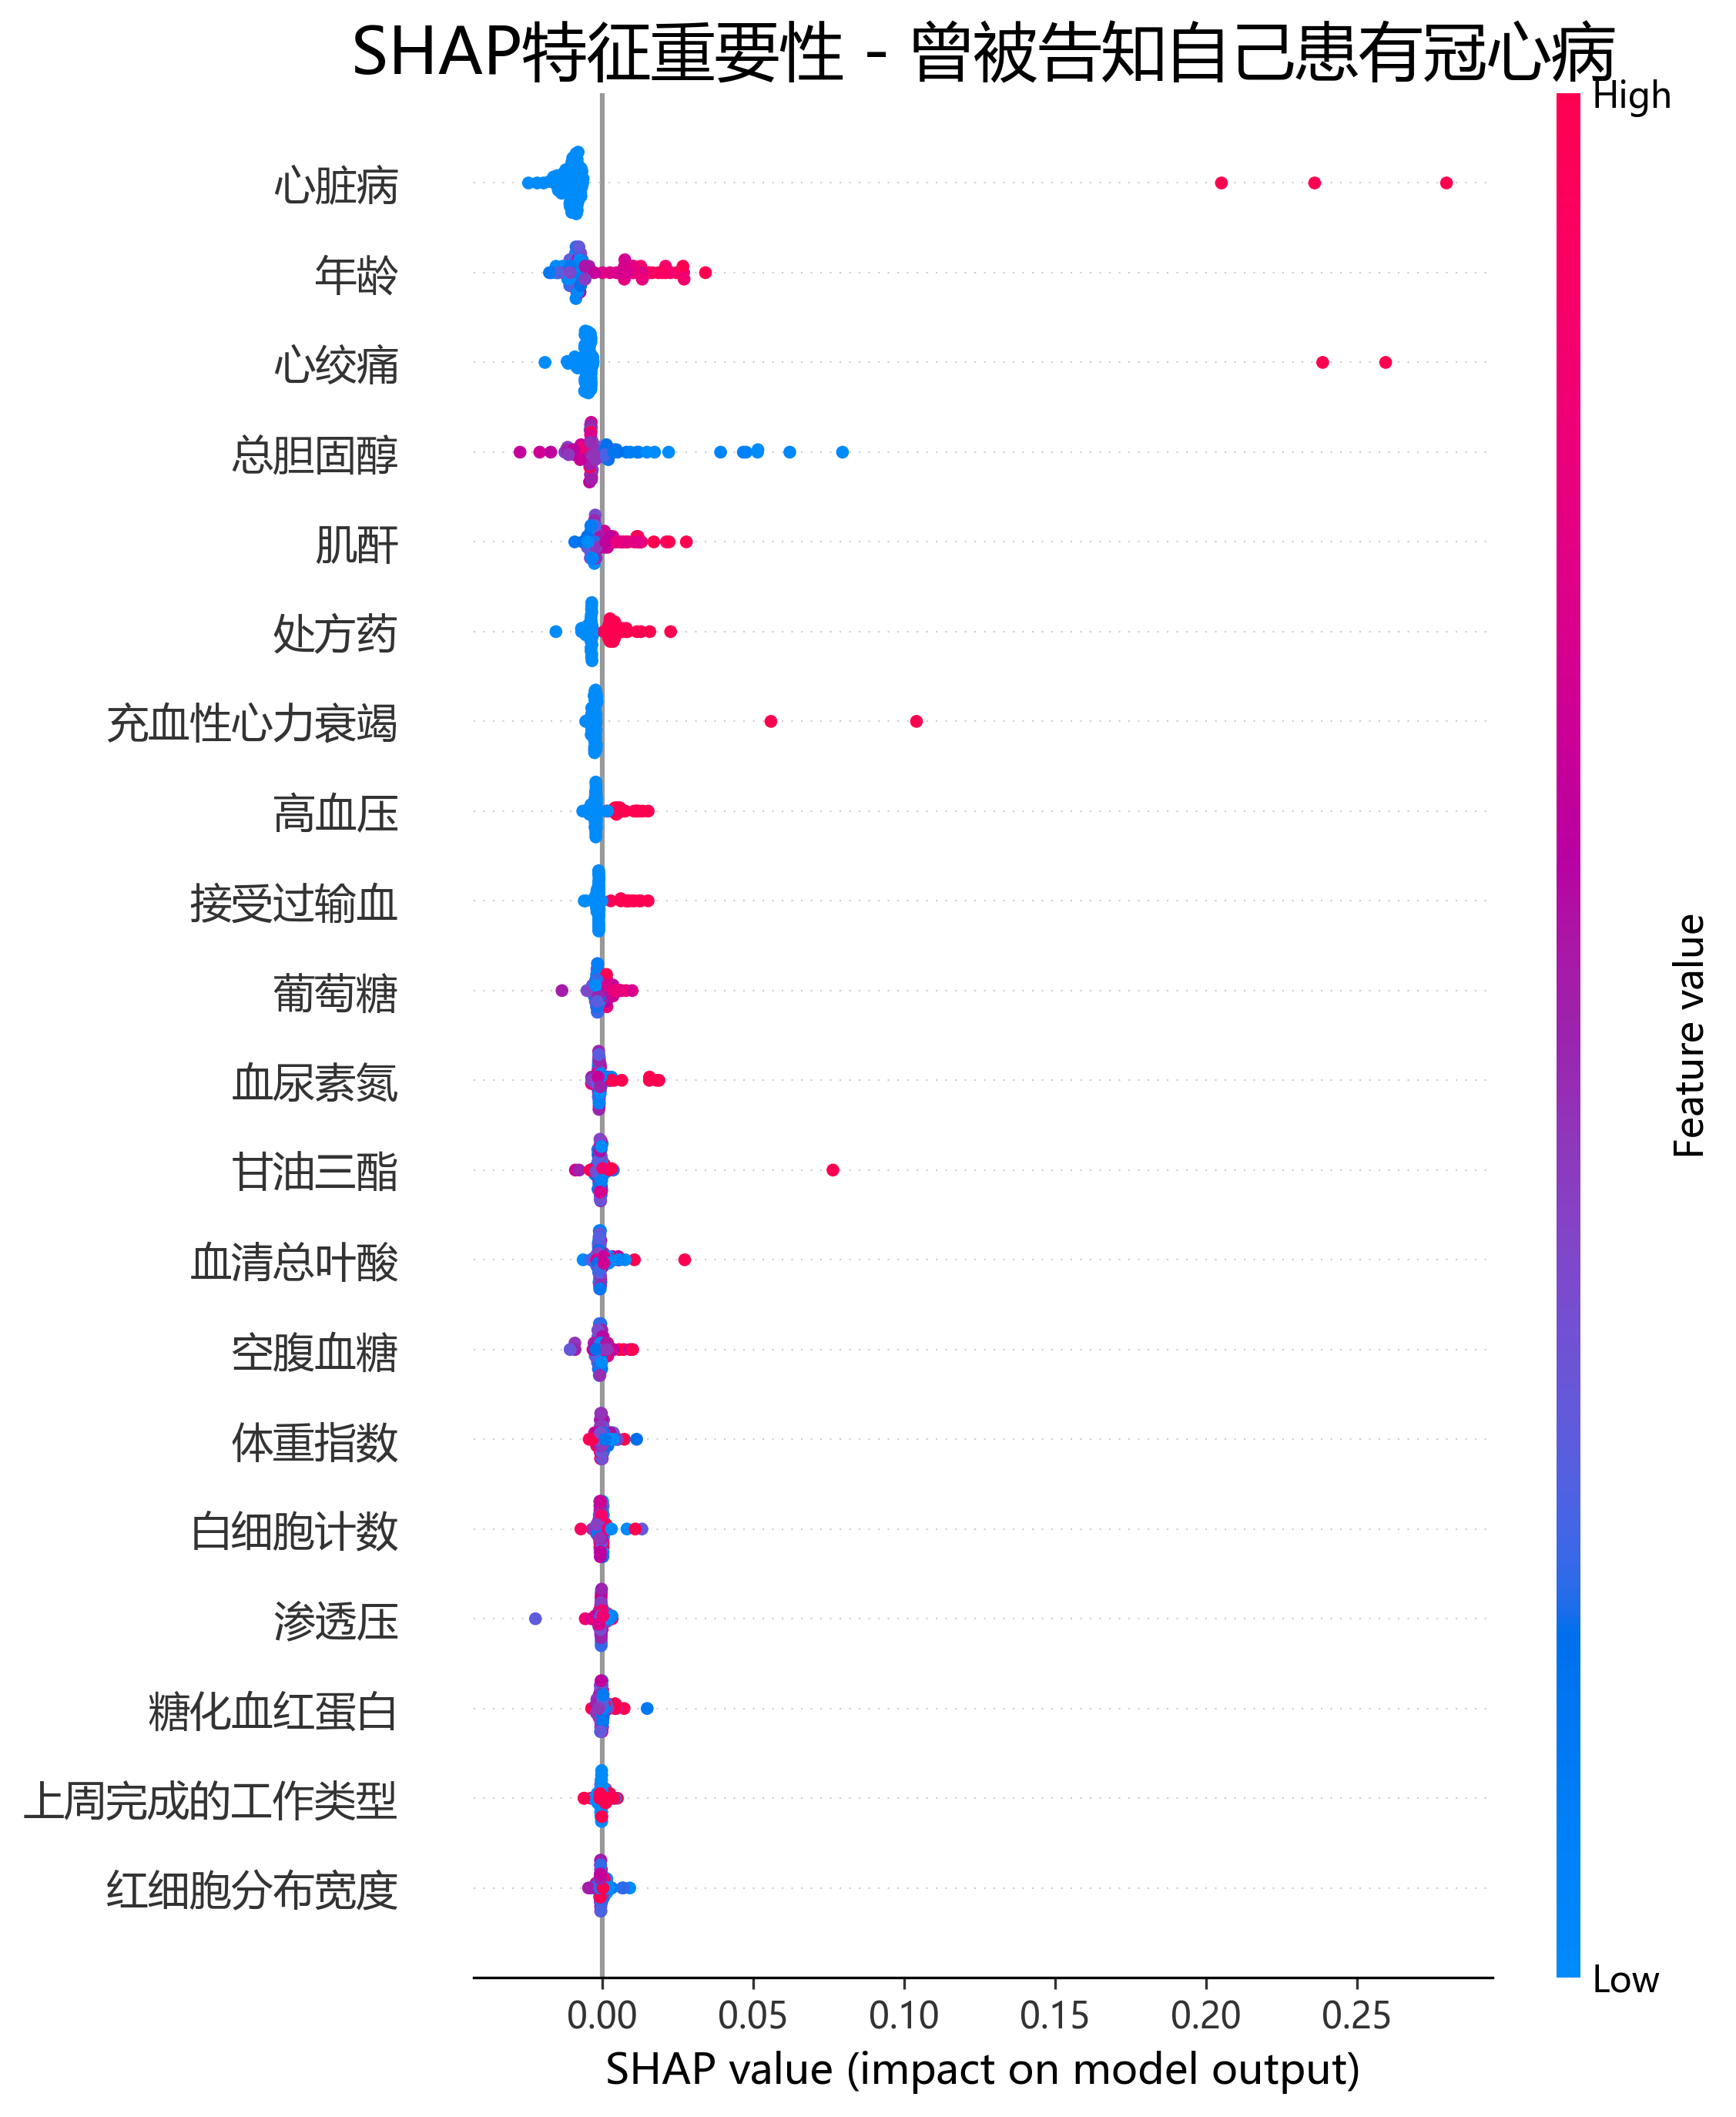 SHAP特征重要性 - 曾被告知自己患有冠心病
High
心脏病
年龄
心绞痛
总胆固醇
肌酐
处方药
充血性心力衰竭
高血压
接受过输血
葡萄糖
血尿素氮
甘油三酯
血清总叶酸
空腹血糖
体重指数
白细胞计数
渗透压
糖化血红蛋白
上周完成的工作类型
红细胞分布宽度
Feature value
Low
0.00 0.05 0.10 0.15 0.20 0.25
SHAP value (impact on model output)